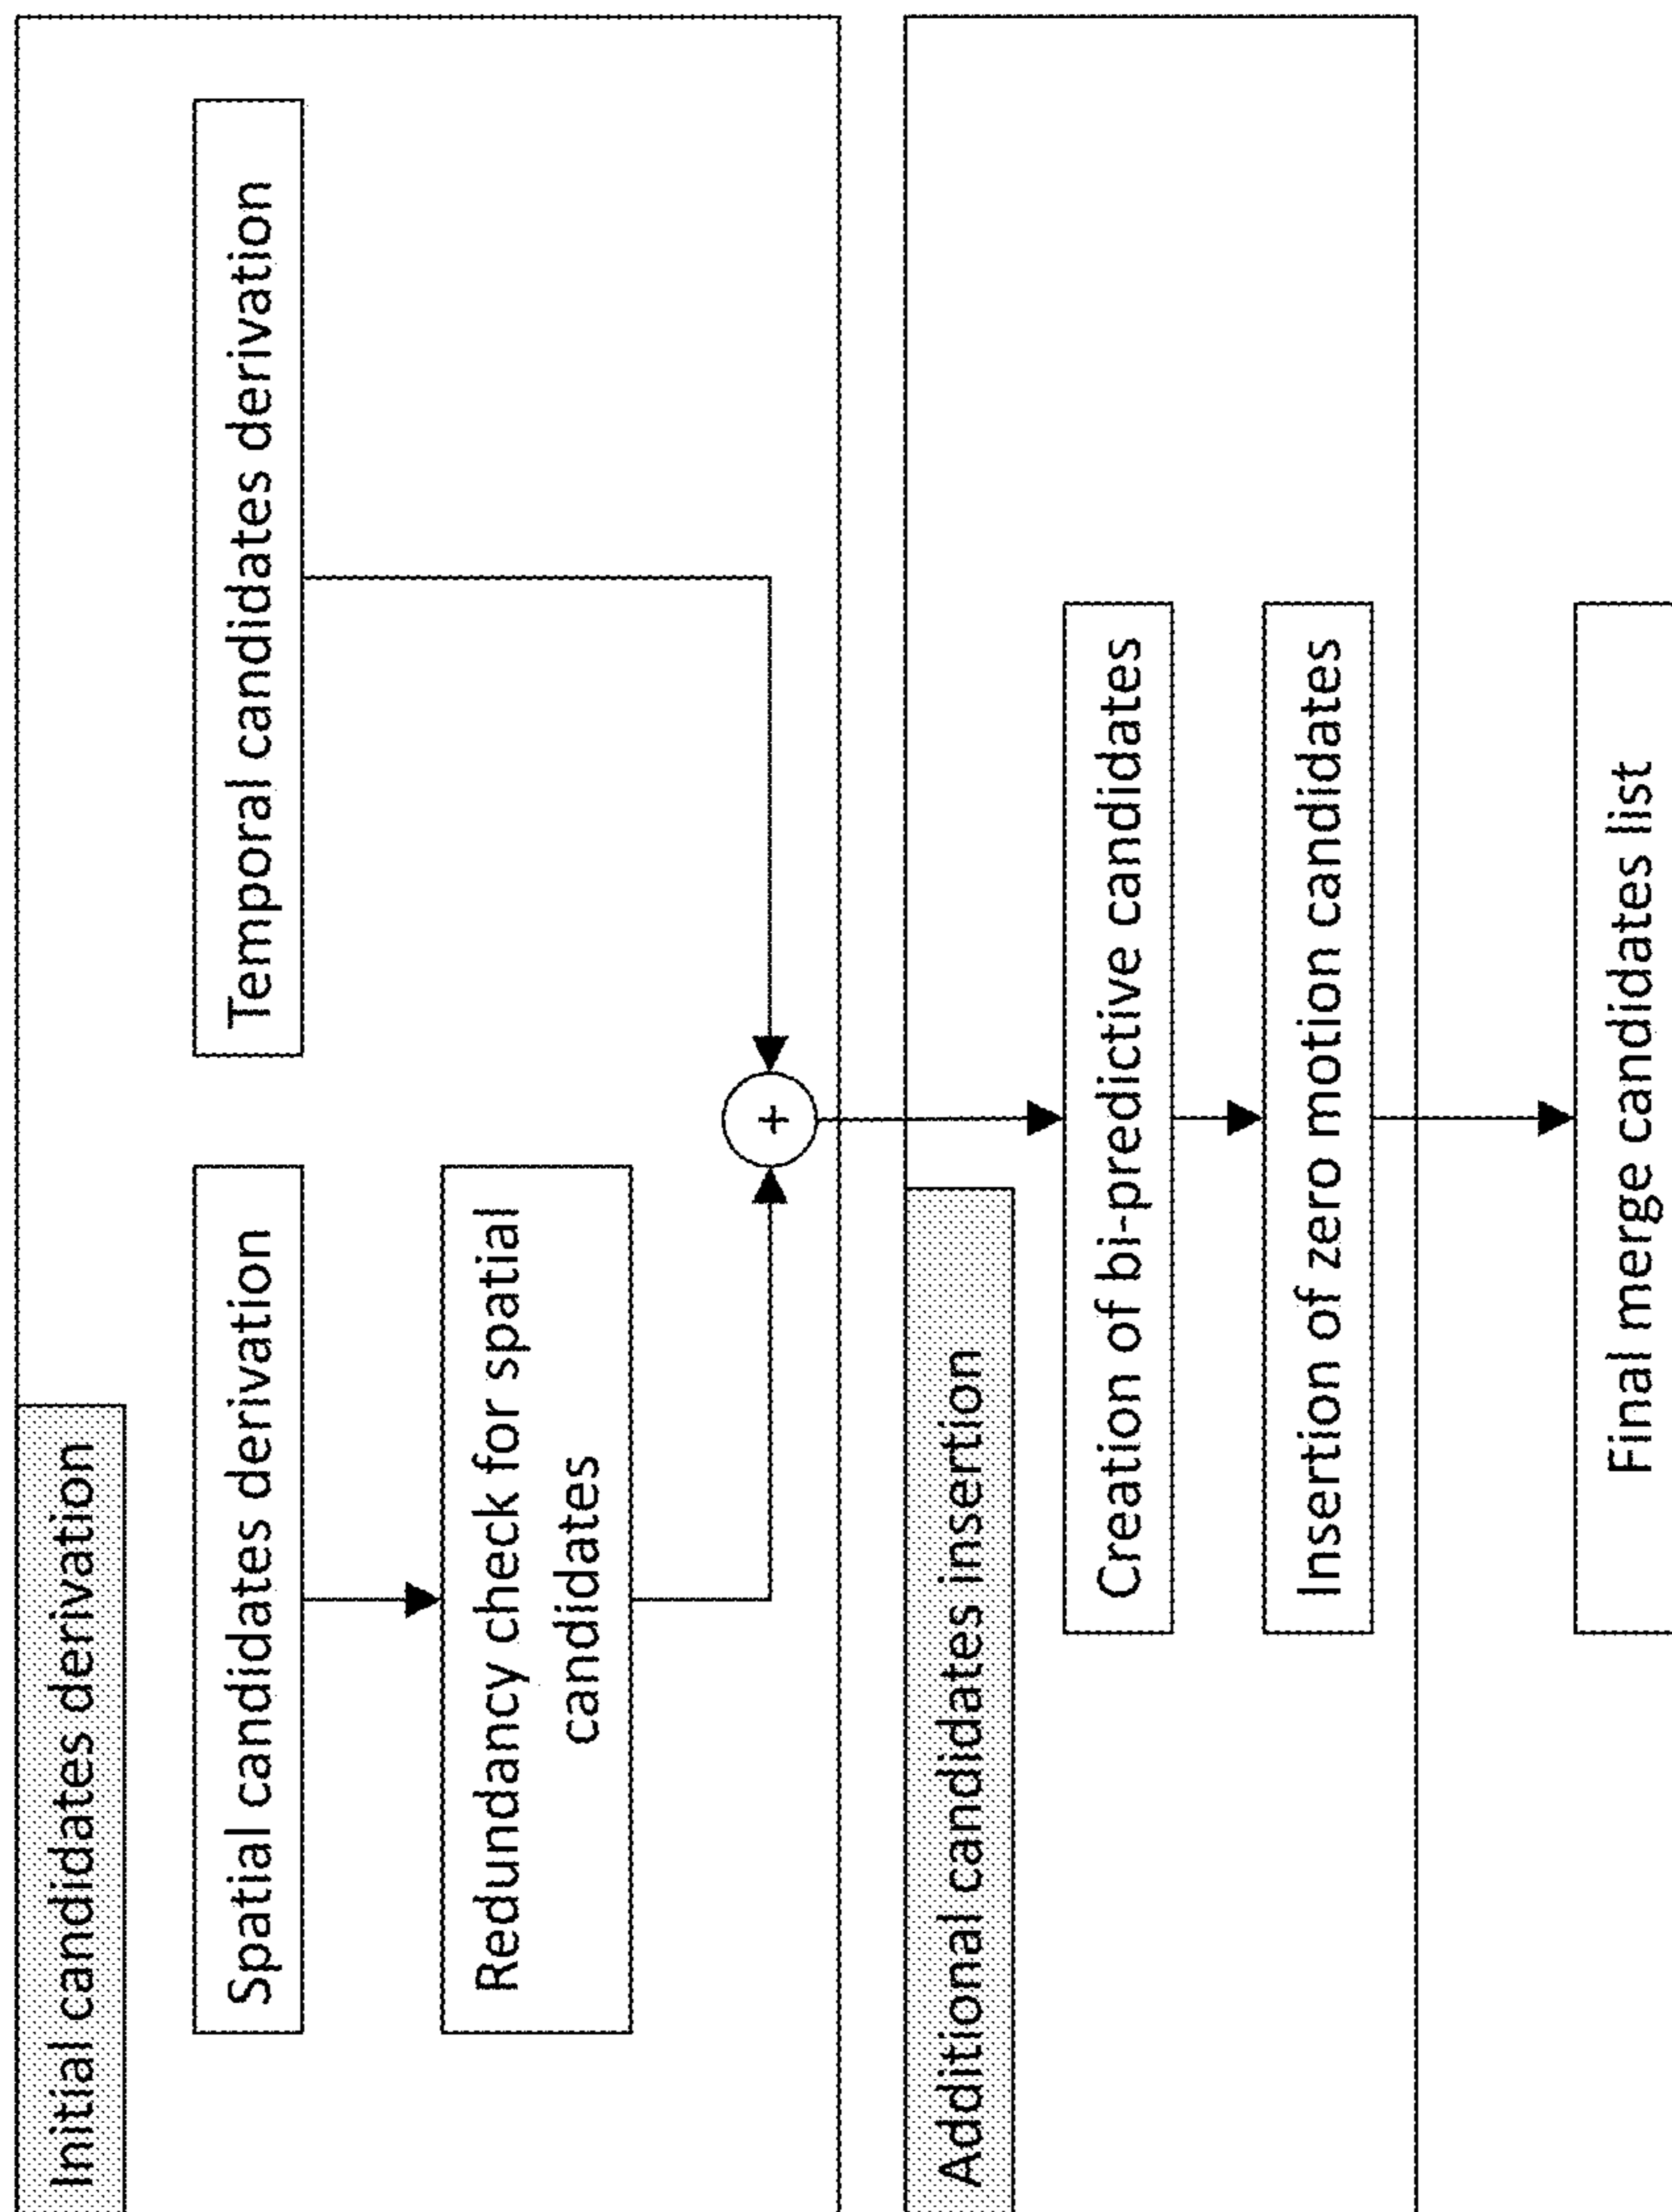 Initial candidates derivation
Spatial candidates derivation
Temporal candidates derivation
Redundancy check for spatial
candidates
+
Additional candidates insertion
Creation of bi-predictive candidates
Insertion of zero motion candidates
Final merge candidates list